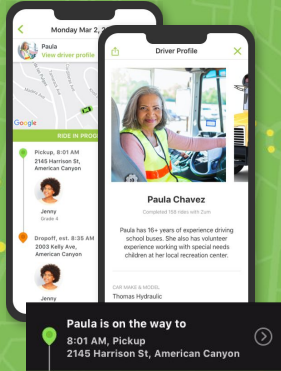 Monday Mar 2, 2
Paula
View driver profile
Google
RIDE IN PROG
Pickup, 8:01 AM
2145 Harrison St,
American Canyon
Jenny
Grade 4
Dropoff, est. 8:35 AM
2003 Kelly Ave,
American Canyon
Jenny
Driver Profile
Paula Chavez
Completed 159 rides with Zum
Paula has 16+ years of experience driving
school buses. She also has volunteer
experience working with special needs
children at her local recreation center.
CAR MAKE & MODEL
Thomas Hydraulic
Paula is on the way to
8:01 AM, Pickup
2145 Harrison St, American Canyon